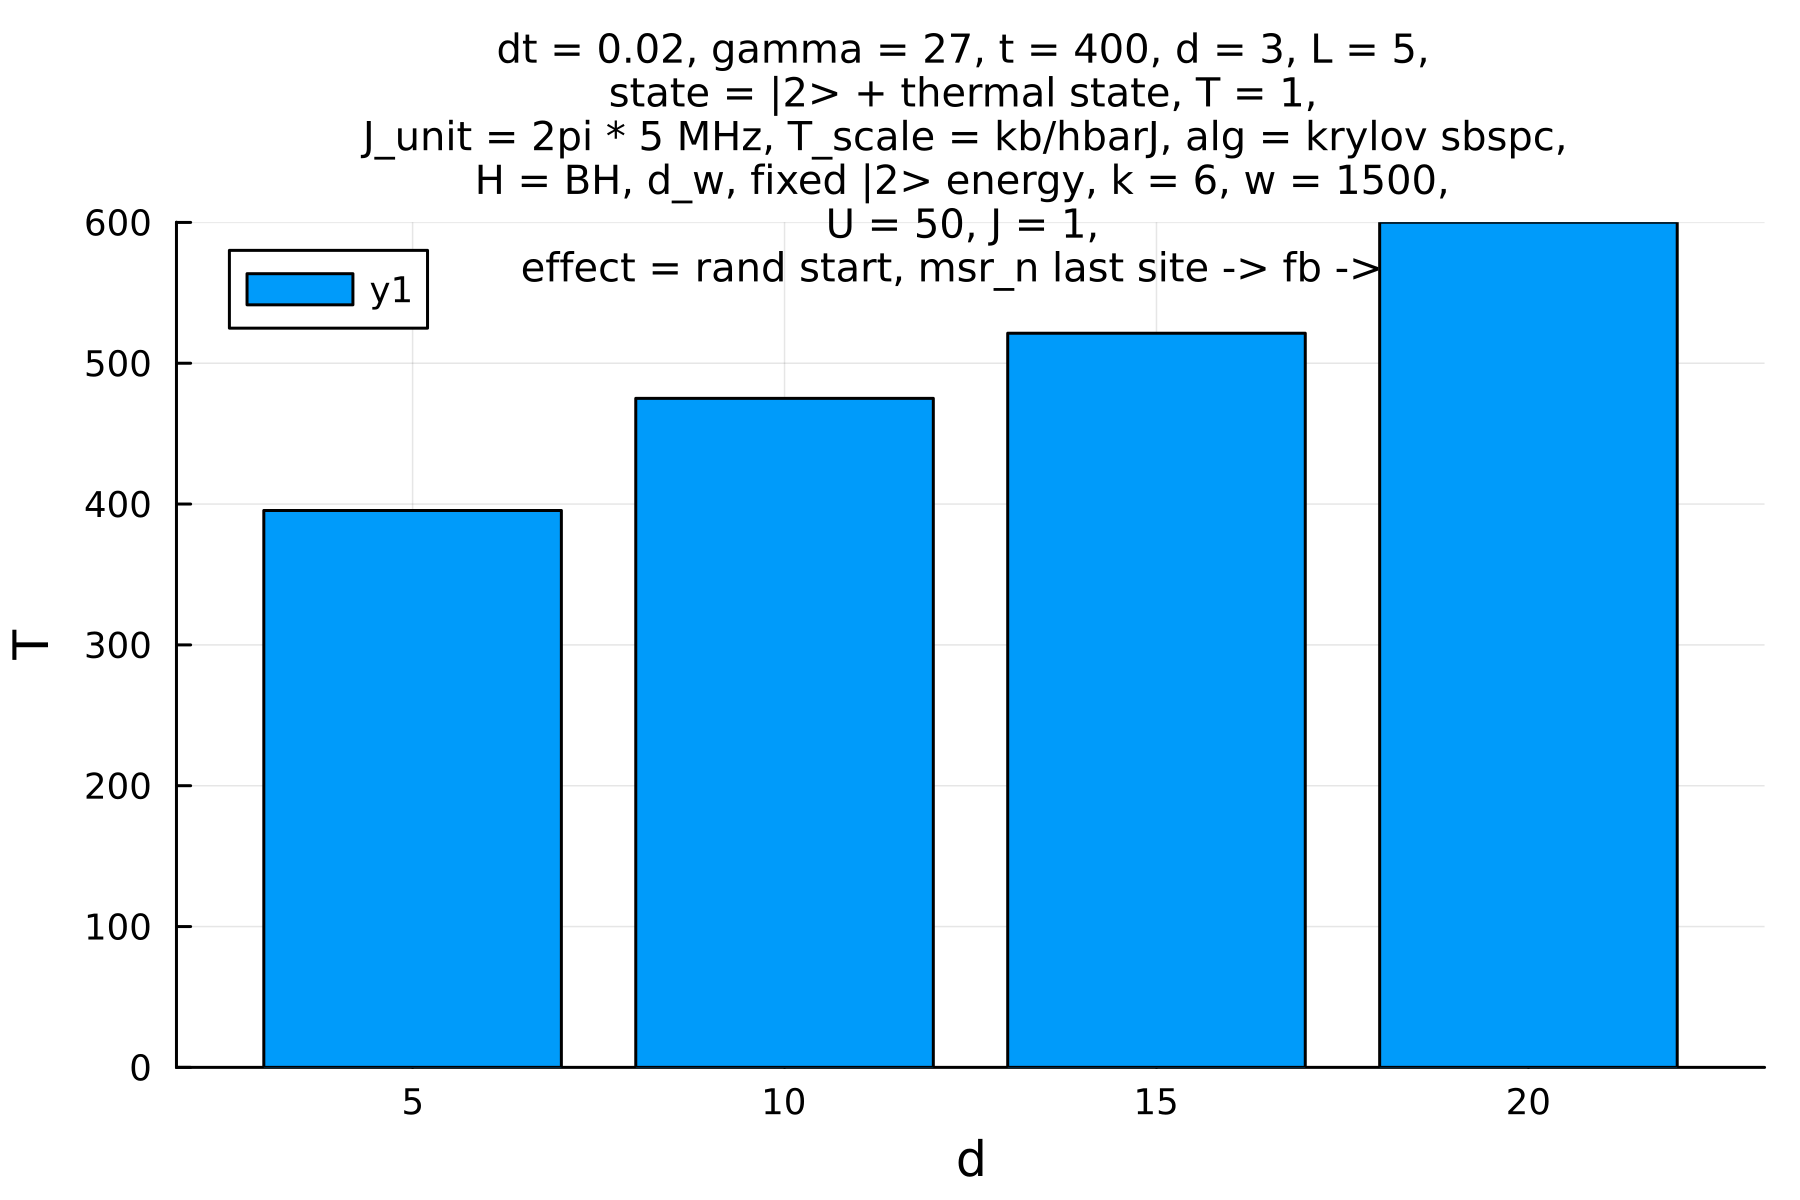 dt = 0.02, gamma = 27, t = 400, d = 3, L = 5,
state = |2> + thermal state, T = 1,
J_unit = 2pi * 5 MHz, T_scale = kb/hbarJ, alg = krylov sbspc,
H = BH, d_w, fixed |2> energy, k = 6, w = 1500,
U = 50, J = 1,
effect = rand start, msr_n last site -> fb ->
y1
600
500
400
300
200
100
0
T
5
10
15
20
d